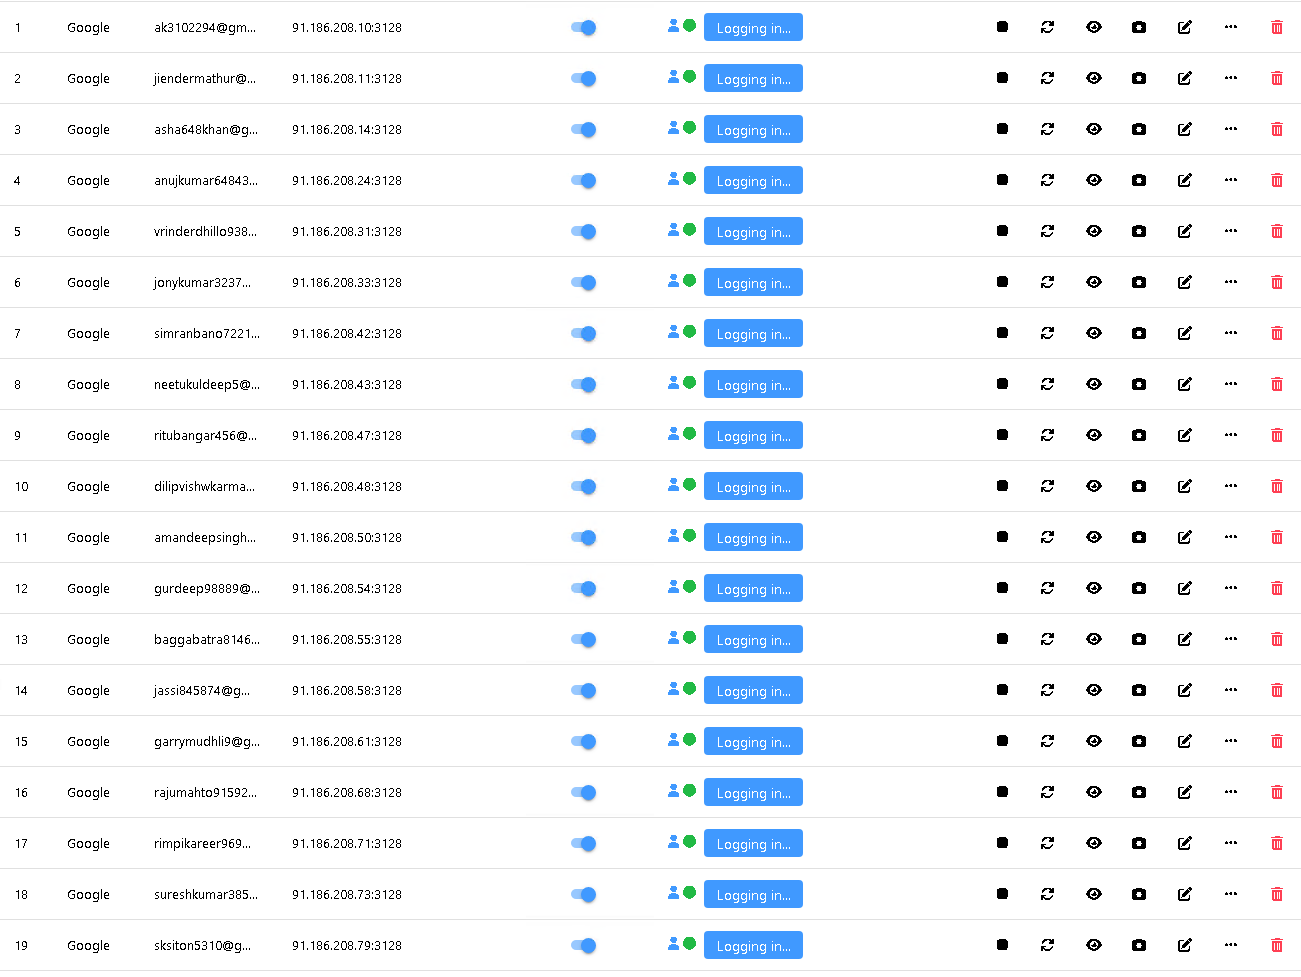 1 Google ak3102294@gm... 91.186.208.10:3128 Logging in...
2 Google jiendermathur@... 91.186.208.11:3128 Logging in...
3 Google asha648khan@g... 91.186.208.14:3128 Logging in...
4 Google anujkumar64843... 91.186.208.24:3128 Logging in...
5 Google vrinderdhillo938... 91.186.208.31:3128 Logging in...
6 Google jonykumar3237... 91.186.208.33:3128 Logging in...
7 Google simranbano7221... 91.186.208.42:3128 Logging in...
8 Google neetukuldeep5@... 91.186.208.43:3128 Logging in...
9 Google ritubangar456@... 91.186.208.47:3128 Logging in...
10 Google dilipvishwkarma... 91.186.208.48:3128 Logging in...
11 Google amandeepsingh... 91.186.208.50:3128 Logging in...
12 Google gurdeep98889@... 91.186.208.54:3128 Logging in...
13 Google baggabatra8146... 91.186.208.55:3128 Logging in...
14 Google jassi845874@g... 91.186.208.58:3128 Logging in...
15 Google garrymudhli9@g... 91.186.208.61:3128 Logging in...
16 Google rajumahto91592... 91.186.208.68:3128 Logging in...
17 Google rimpikareer969... 91.186.208.71:3128 Logging in...
18 Google sureshkumar385... 91.186.208.73:3128 Logging in...
19 Google sksiton5310@g... 91.186.208.79:3128 Logging in...